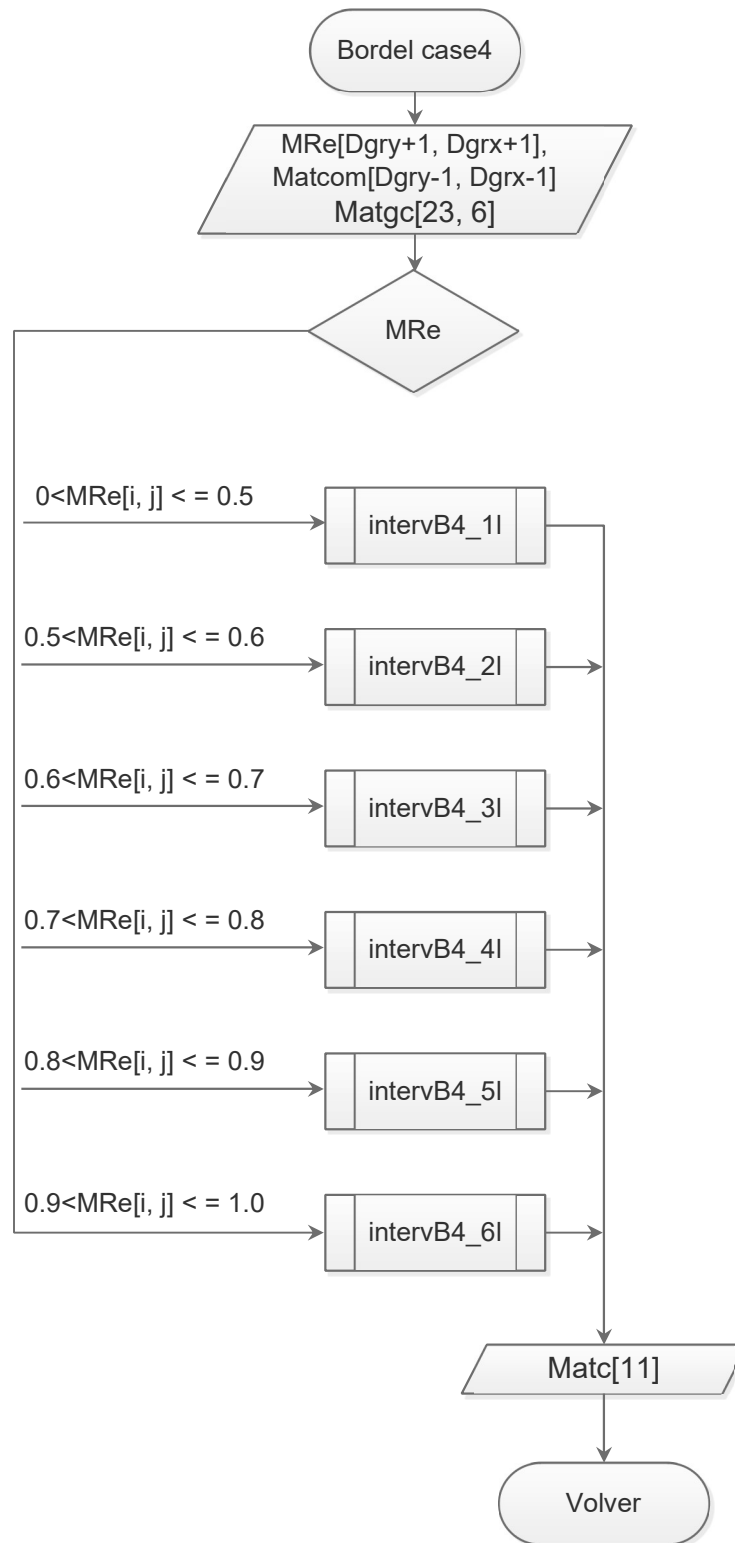 Bordel case4
MRe[Dgry+1, Dgrx+1],
Matcom[Dgry-1, Dgrx-1]
Matgc[23, 6]
MRe
0<MRe[i, j] < = 0.5
intervB4_1l
0.5<MRe[i, j] < = 0.6
intervB4_2l
0.6<MRe[i, j] < = 0.7
intervB4_3l
0.7<MRe[i, j] < = 0.8
intervB4_4l
0.8<MRe[i, j] < = 0.9
intervB4_5l
0.9<MRe[i, j] < = 1.0
intervB4_6l
Matc[11]
Volver